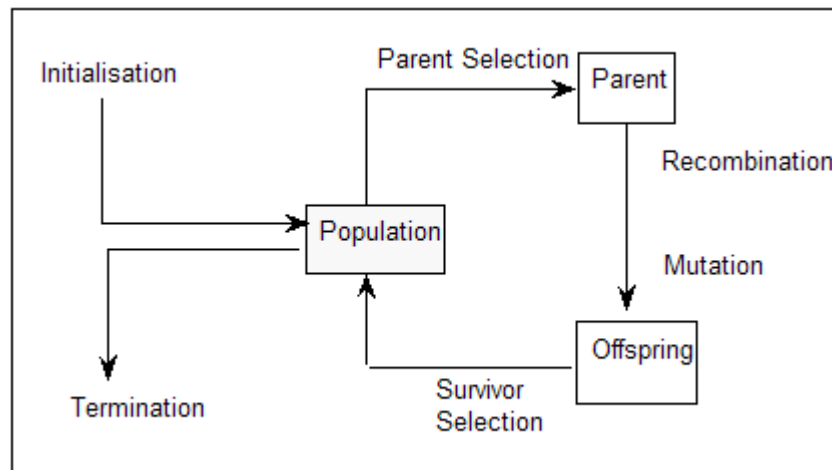 Initialisation
Parent Selection
Parent
Recombination
Population
Mutation
Offspring
Termination
Survivor
Selection